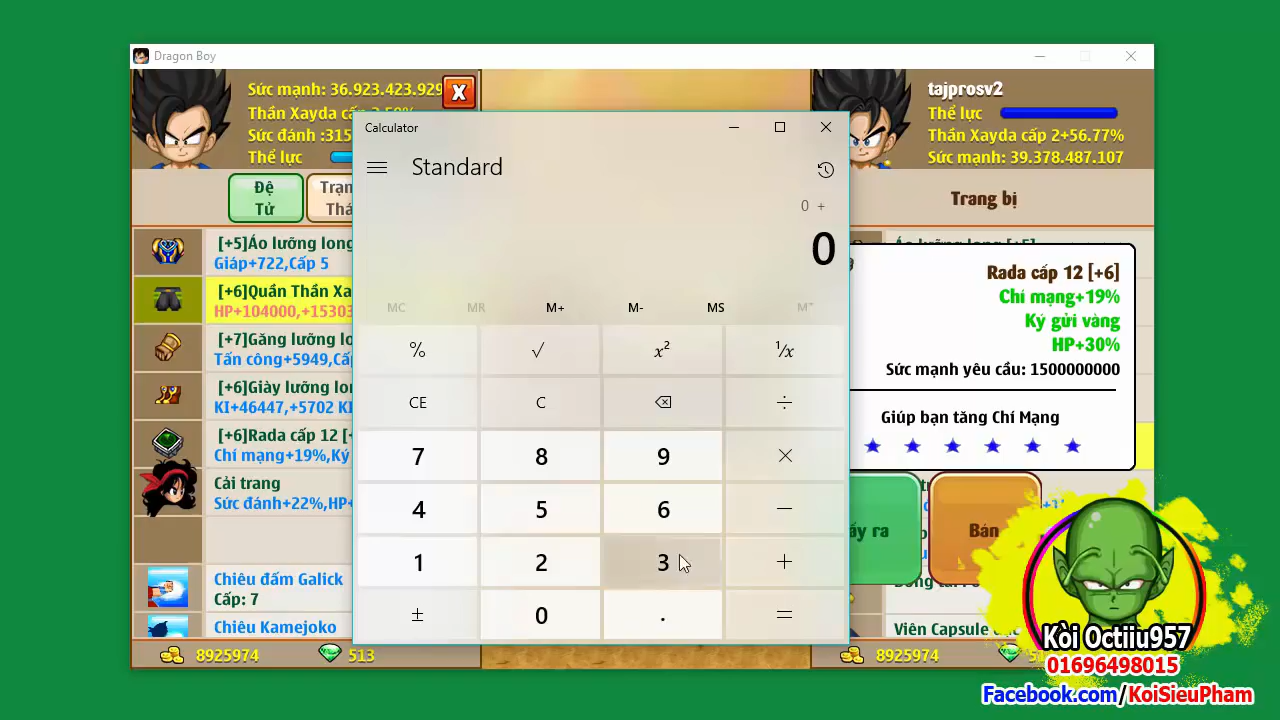 Dragon Boy
Sức mạnh: 36.923.423.929
X
Thần Xayda cấp
Sức đánh :315
Thể lực
Đệ
Tử
[+5]Áo lưỡng long
Giáp+722,Cấp 5
[+6]Quần Thần Xa
HP+104000,+15303
[+7]Găng lưỡng lo
Tấn công+5949,Cấ
[+6]Giày lưỡng lo
KI+46447,+5702 KI
[+6]Rada cấp 12 [+
Chí mạng+19%,Ký
Cải trang
Sức đánh+22%,HP+
Chiêu đấm Galick
Cấp: 7
Chiêu Kamejoko
8925974
513
Calculator
Standard
0 +
0
MC
MR
M+
M-
MS
M˅
%
√
x²
¹/x
CE
C
÷
7
8
9
×
4
5
6
−
1
2
3
+
±
0
.
=
tajprosv2
Thể lực
Thần Xayda cấp 2+56.77%
Sức mạnh: 39.378.487.107
Trang bị
Rada cấp 12 [+6]
Chí mạng+19%
Ký gửi vàng
HP+30%
Sức mạnh yêu cầu: 1500000000
Giúp bạn tăng Chí Mạng
ấy ra
Bán
Viên Capsule
8925974
Kòi Octiiu957
01696498015
Facebook.com/KoiSieuPham